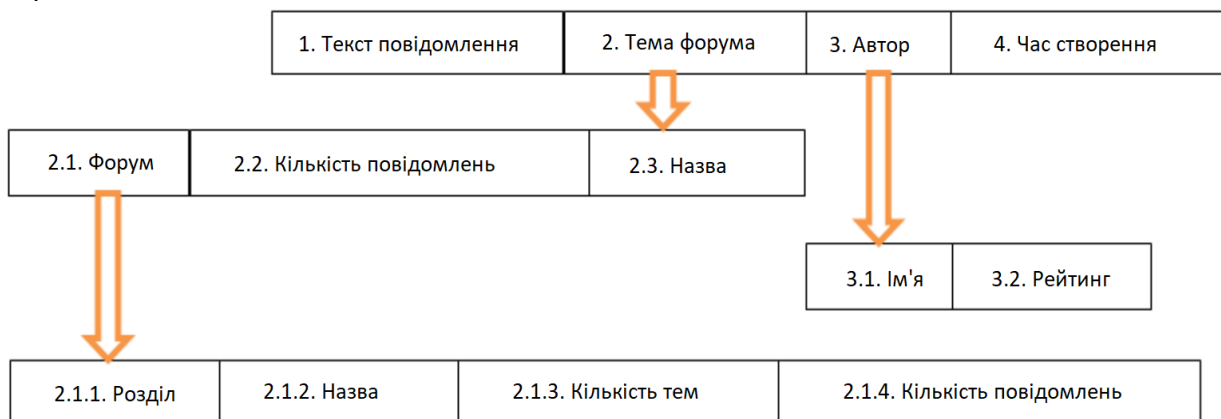 1. Текст повідомлення 2. Тема форума 3. Автор 4. Час створення
2.1. Форум 2.2. Кількість повідомлень 2.3. Назва
3.1. Ім'я 3.2. Рейтинг
2.1.1. Розділ 2.1.2. Назва 2.1.3. Кількість тем 2.1.4. Кількість повідомлень